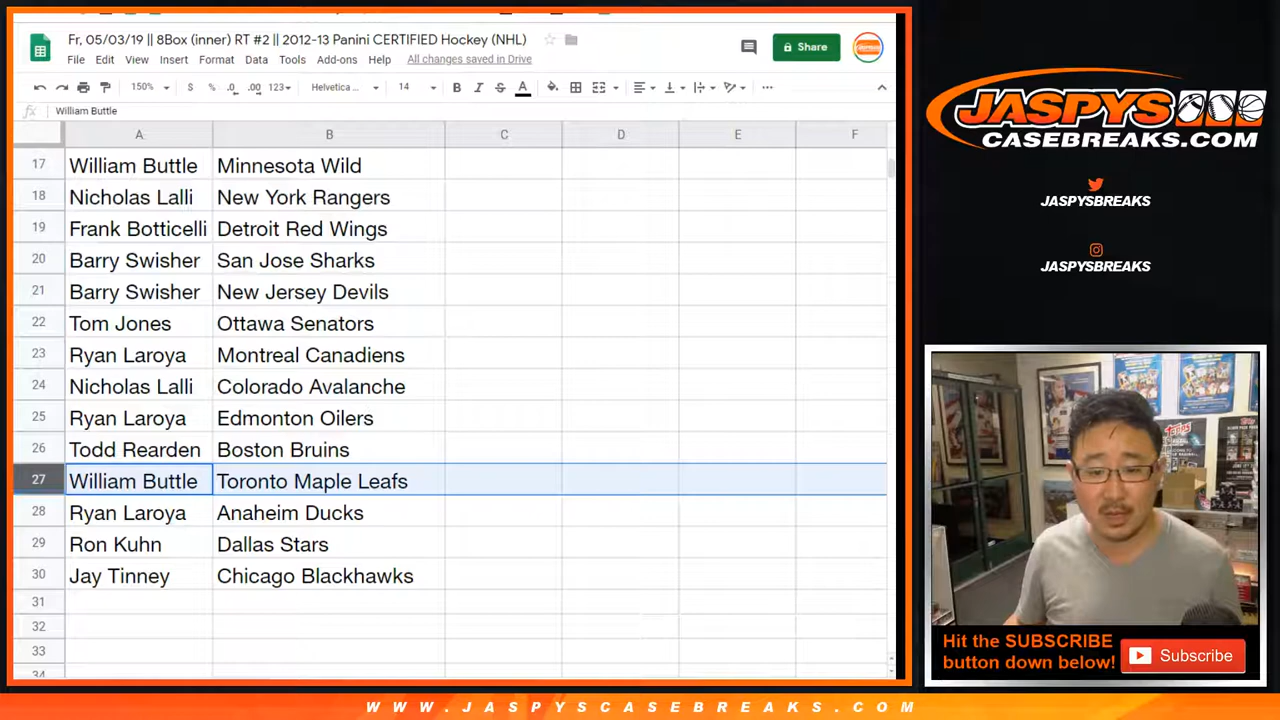 Fr, 05/03/19 || 8Box (inner) RT #2 || 2012-13 Panini CERTIFIED Hockey (NHL)
File Edit View Insert Format Data Tools Add-ons Help All changes saved in Drive
Share
150% $ % .0 .00 123 Helvetica ... 14 B I S A
fx William Buttle
A B C D E F
17 William Buttle Minnesota Wild
18 Nicholas Lalli New York Rangers
19 Frank Botticelli Detroit Red Wings
20 Barry Swisher San Jose Sharks
21 Barry Swisher New Jersey Devils
22 Tom Jones Ottawa Senators
23 Ryan Laroya Montreal Canadiens
24 Nicholas Lalli Colorado Avalanche
25 Ryan Laroya Edmonton Oilers
26 Todd Rearden Boston Bruins
27 William Buttle Toronto Maple Leafs
28 Ryan Laroya Anaheim Ducks
29 Ron Kuhn Dallas Stars
30 Jay Tinney Chicago Blackhawks
31
32
33
34
JASPYS
CASEBREAKS.COM
JASPYSBREAKS
JASPYSBREAKS
TOPPS
Hit the SUBSCRIBE
button down below!
Subscribe
WWW.JASPYSCASEBREAKS.COM